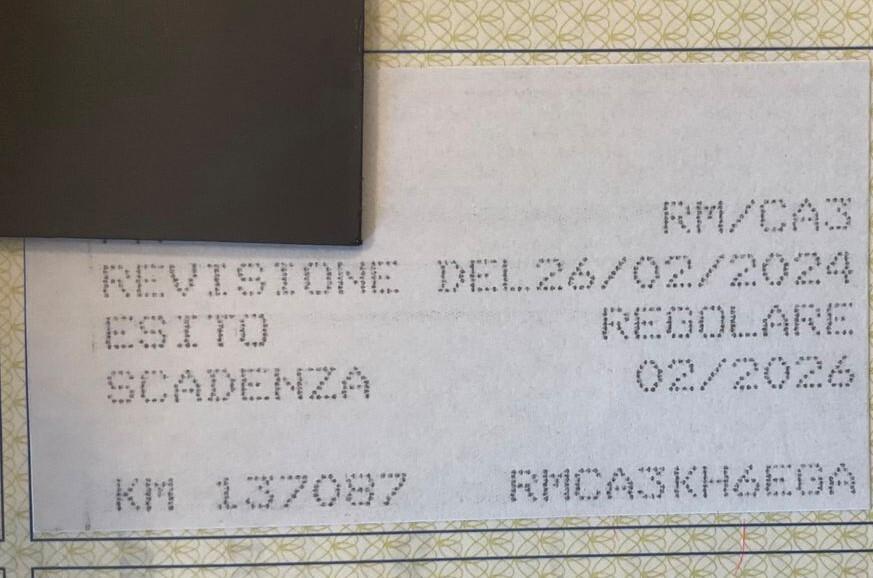 RM/CA3
REVISIONE DEL26/02/2024
ESITO REGOLARE
SCADENZA 02/2026
KM 137087 RMCA3KH6EGA